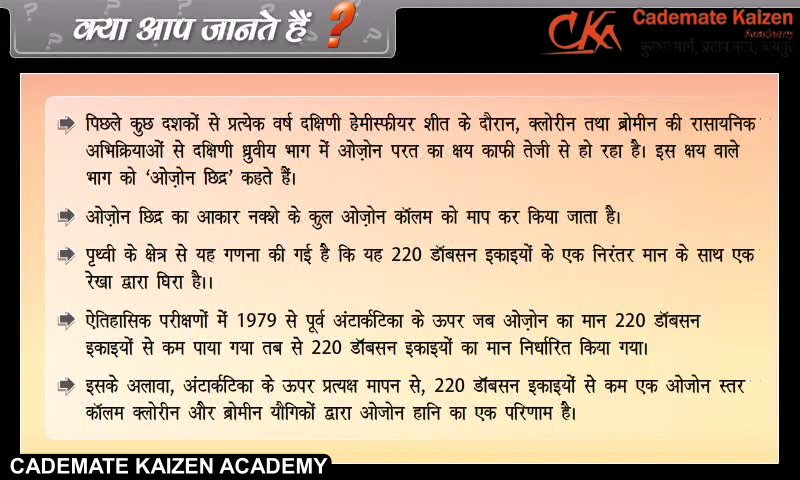 क्या आप जानते हैं ?
CKA
Cademate Kaizen
Academy
कुम्भा मार्ग, प्रताप नगर, जयपुर
पिछले कुछ दशकों से प्रत्येक वर्ष दक्षिणी हेमीस्फीयर शीत के दौरान, क्लोरीन तथा ब्रोमीन की रासायनिक
अभिक्रियाओं से दक्षिणी ध्रुवीय भाग में ओज़ोन परत का क्षय काफी तेजी से हो रहा है। इस क्षय वाले
भाग को ‘ओज़ोन छिद्र’ कहते हैं।
ओज़ोन छिद्र का आकार नक्शे के कुल ओज़ोन कॉलम को माप कर किया जाता है।
पृथ्वी के क्षेत्र से यह गणना की गई है कि यह 220 डॉबसन इकाइयों के एक निरंतर मान के साथ एक
रेखा द्वारा घिरा है।।
ऐतिहासिक परीक्षणों में 1979 से पूर्व अंटार्कटिका के ऊपर जब ओज़ोन का मान 220 डॉबसन
इकाइयों से कम पाया गया तब से 220 डॉबसन इकाइयों का मान निर्धारित किया गया।
इसके अलावा, अंटार्कटिका के ऊपर प्रत्यक्ष मापन से, 220 डॉबसन इकाइयों से कम एक ओजोन स्तर
कॉलम क्लोरीन और ब्रोमीन यौगिकों द्वारा ओजोन हानि का एक परिणाम है।
CADEMATE KAIZEN ACADEMY